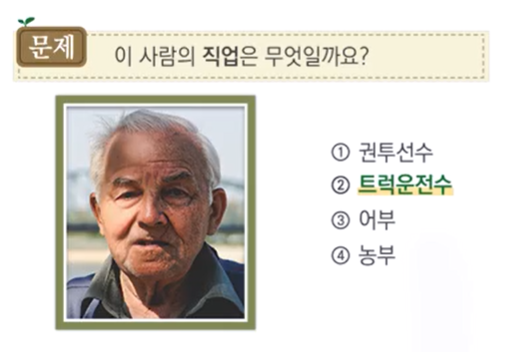 문제
이 사람의 직업은 무엇일까요?
① 권투선수
② 트럭운전수
③ 어부
④ 농부